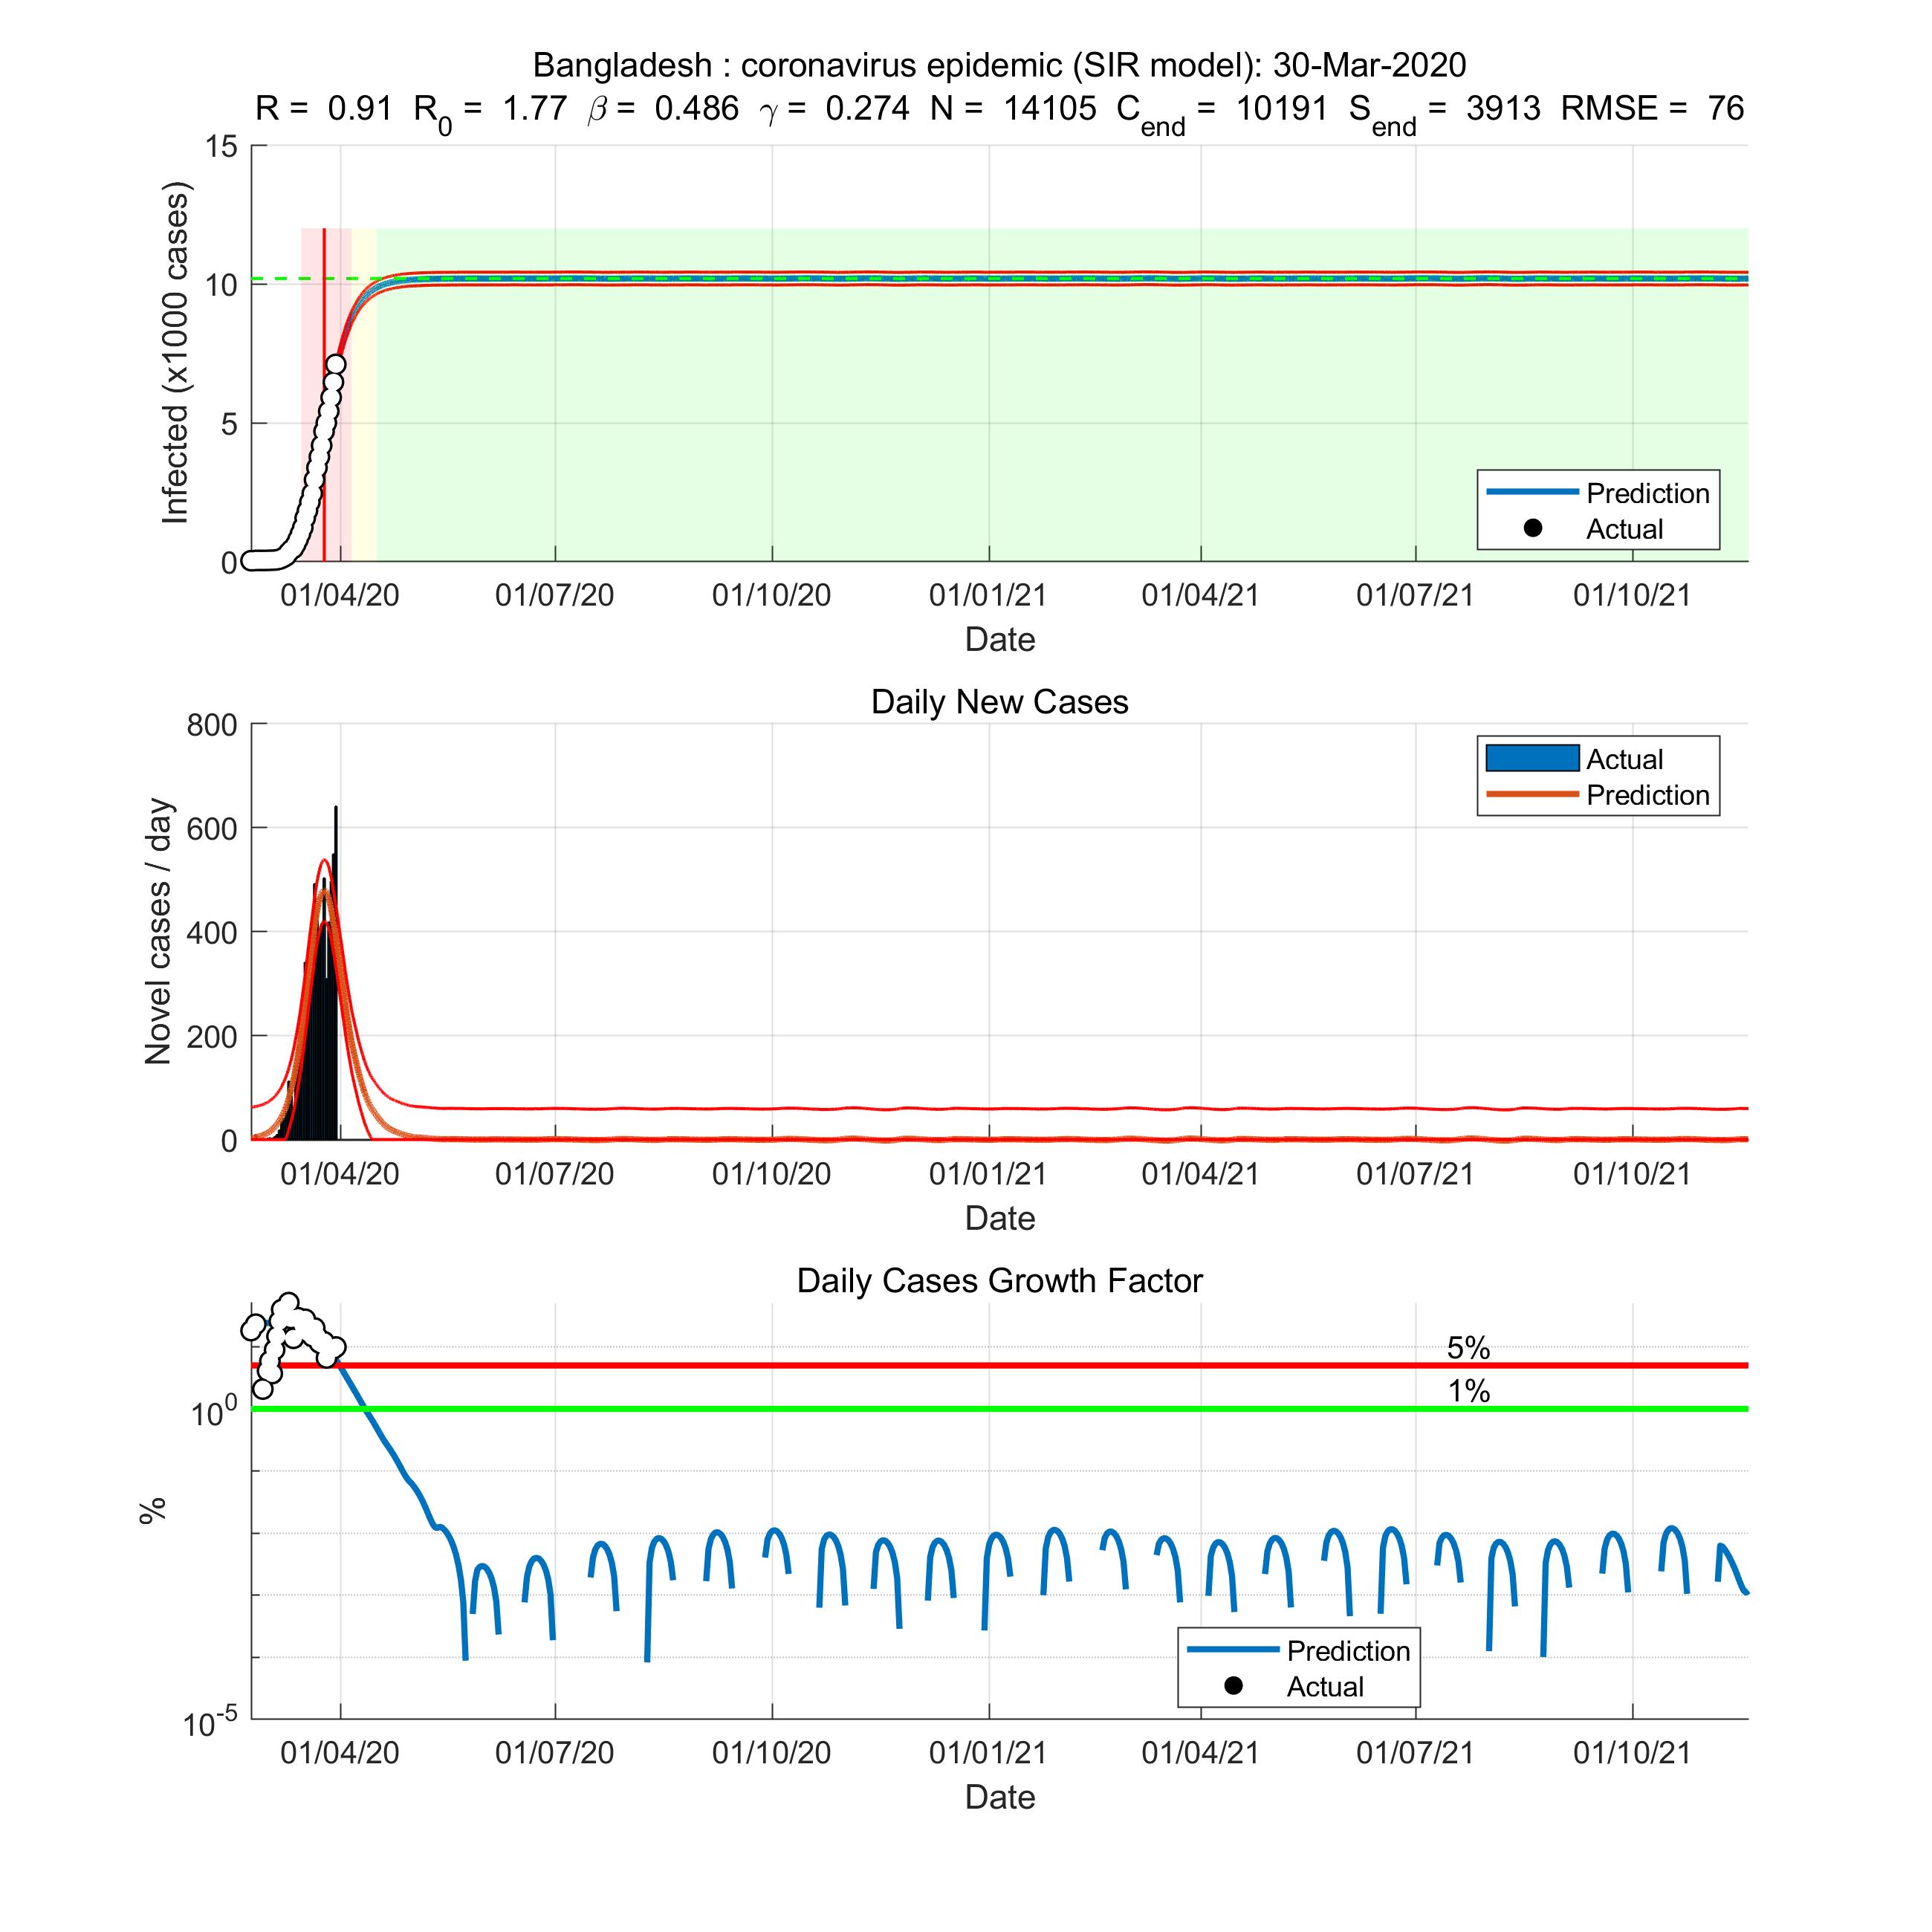 Bangladesh : coronavirus epidemic (SIR model): 30-Mar-2020
R = 0.91 R0 = 1.77 β = 0.486 γ = 0.274 N = 14105 Cend = 10191 Send = 3913 RMSE = 76
15
10
5
0
Infected (x1000 cases)
Prediction
Actual
01/04/20 01/07/20 01/10/20 01/01/21 01/04/21 01/07/21 01/10/21
Date
Daily New Cases
800
600
400
200
0
Novel cases / day
Actual
Prediction
01/04/20 01/07/20 01/10/20 01/01/21 01/04/21 01/07/21 01/10/21
Date
Daily Cases Growth Factor
5%
1%
10^0
10^-5
%
Prediction
Actual
01/04/20 01/07/20 01/10/20 01/01/21 01/04/21 01/07/21 01/10/21
Date